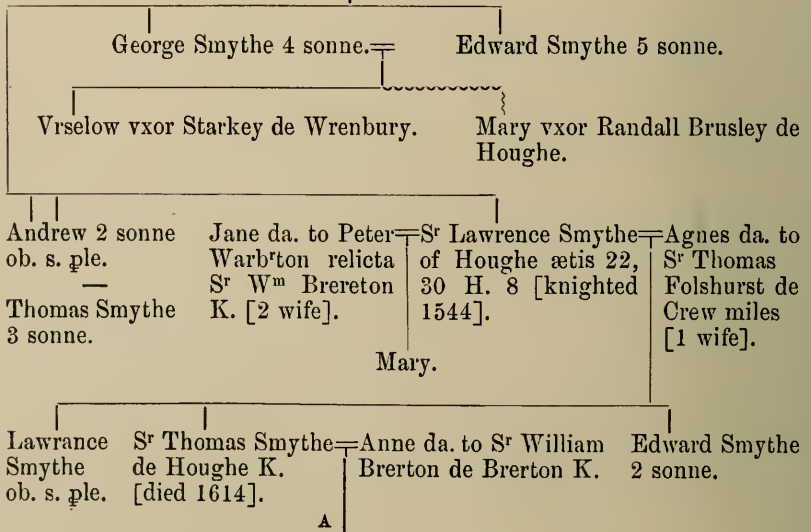 George Smythe 4 sonne.
Edward Smythe 5 sonne.
Vrselow vxor Starkey de Wrenbury.
Mary vxor Randall Brusley de
Houghe.
Andrew 2 sonne
ob. s. ꝑle.
—
Thomas Smythe
3 sonne.
Jane da. to Peter
Warbʳton relicta
Sʳ Wᵐ Brereton
K. [2 wife].
Sʳ Lawrence Smythe
of Houghe ætis 22,
30 H. 8 [knighted
1544].
Agnes da. to
Sʳ Thomas
Folshurst de
Crew miles
[1 wife].
Mary.
Lawrance
Smythe
ob. s. ꝑle.
Sʳ Thomas Smythe
de Houghe K.
[died 1614].
Anne da. to Sʳ William
Brerton de Brerton K.
Edward Smythe
2 sonne.
A